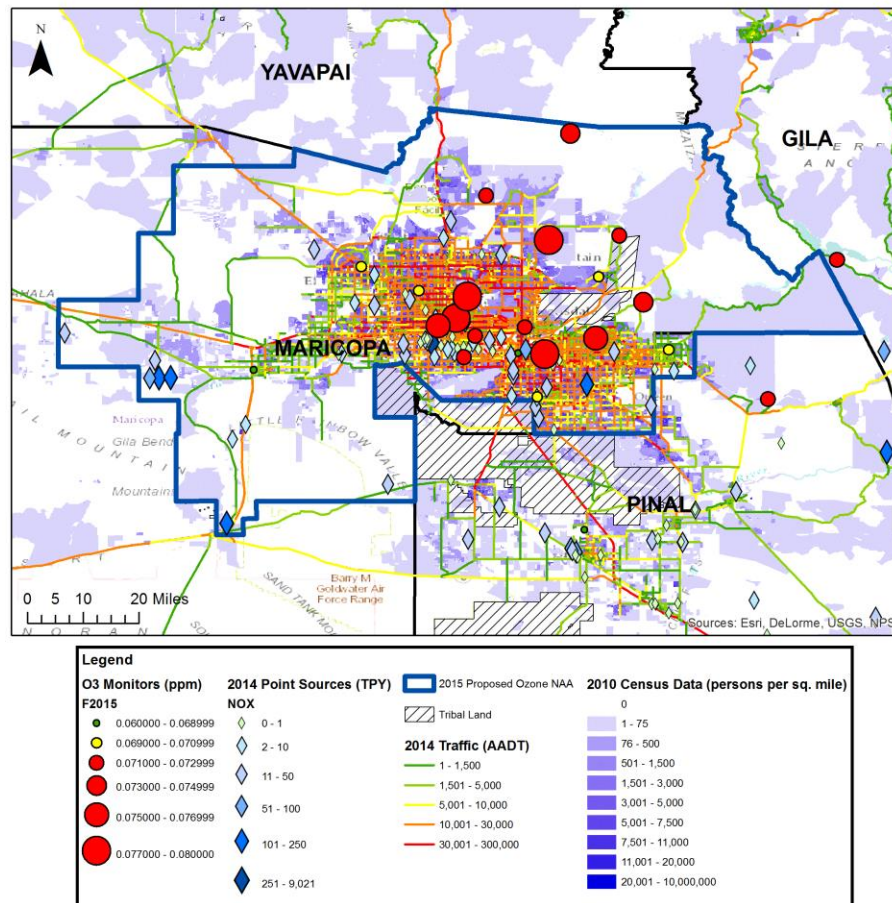 N
YAVAPAI
GILA
MARICOPA
Maricopa
Gila Bend
Mountains
PINAL
Barry M
Goldwater Air
Force Range
0 5 10 20 Miles
Sources: Esri, DeLorme, USGS, NPS
Legend
O3 Monitors (ppm)
F2015
0.060000 - 0.068999
0.069000 - 0.070999
0.071000 - 0.072999
0.073000 - 0.074999
0.075000 - 0.076999
0.077000 - 0.080000
2014 Point Sources (TPY)
NOX
0 - 1
2 - 10
11 - 50
51 - 100
101 - 250
251 - 9,021
2015 Proposed Ozone NAA
Tribal Land
2014 Traffic (AADT)
1 - 1,500
1,501 - 5,000
5,001 - 10,000
10,001 - 30,000
30,001 - 300,000
2010 Census Data (persons per sq. mile)
0
1 - 75
76 - 500
501 - 1,500
1,501 - 3,000
3,001 - 5,000
5,001 - 7,500
7,501 - 11,000
11,001 - 20,000
20,001 - 10,000,000